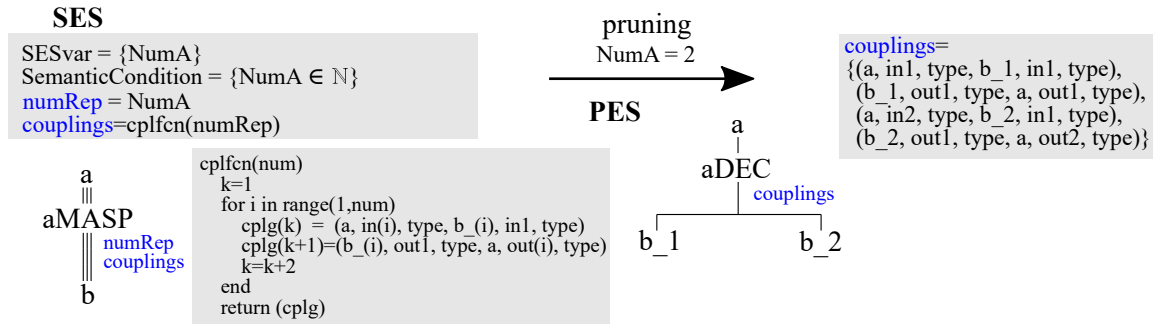 SES
SESvar = {NumA}
SemanticCondition = {NumA ∈ ℕ}
numRep = NumA
couplings=cplfcn(numRep)
a
aMASP
numRep
couplings
b
cplfcn(num)
k=1
for i in range(1,num)
cplg(k) = (a, in(i), type, b_(i), in1, type)
cplg(k+1)=(b_(i), out1, type, a, out(i), type)
k=k+2
end
return (cplg)
pruning
NumA = 2
PES
a
aDEC
couplings
b_1 b_2
couplings=
{(a, in1, type, b_1, in1, type),
(b_1, out1, type, a, out1, type),
(a, in2, type, b_2, in1, type),
(b_2, out1, type, a, out2, type)}